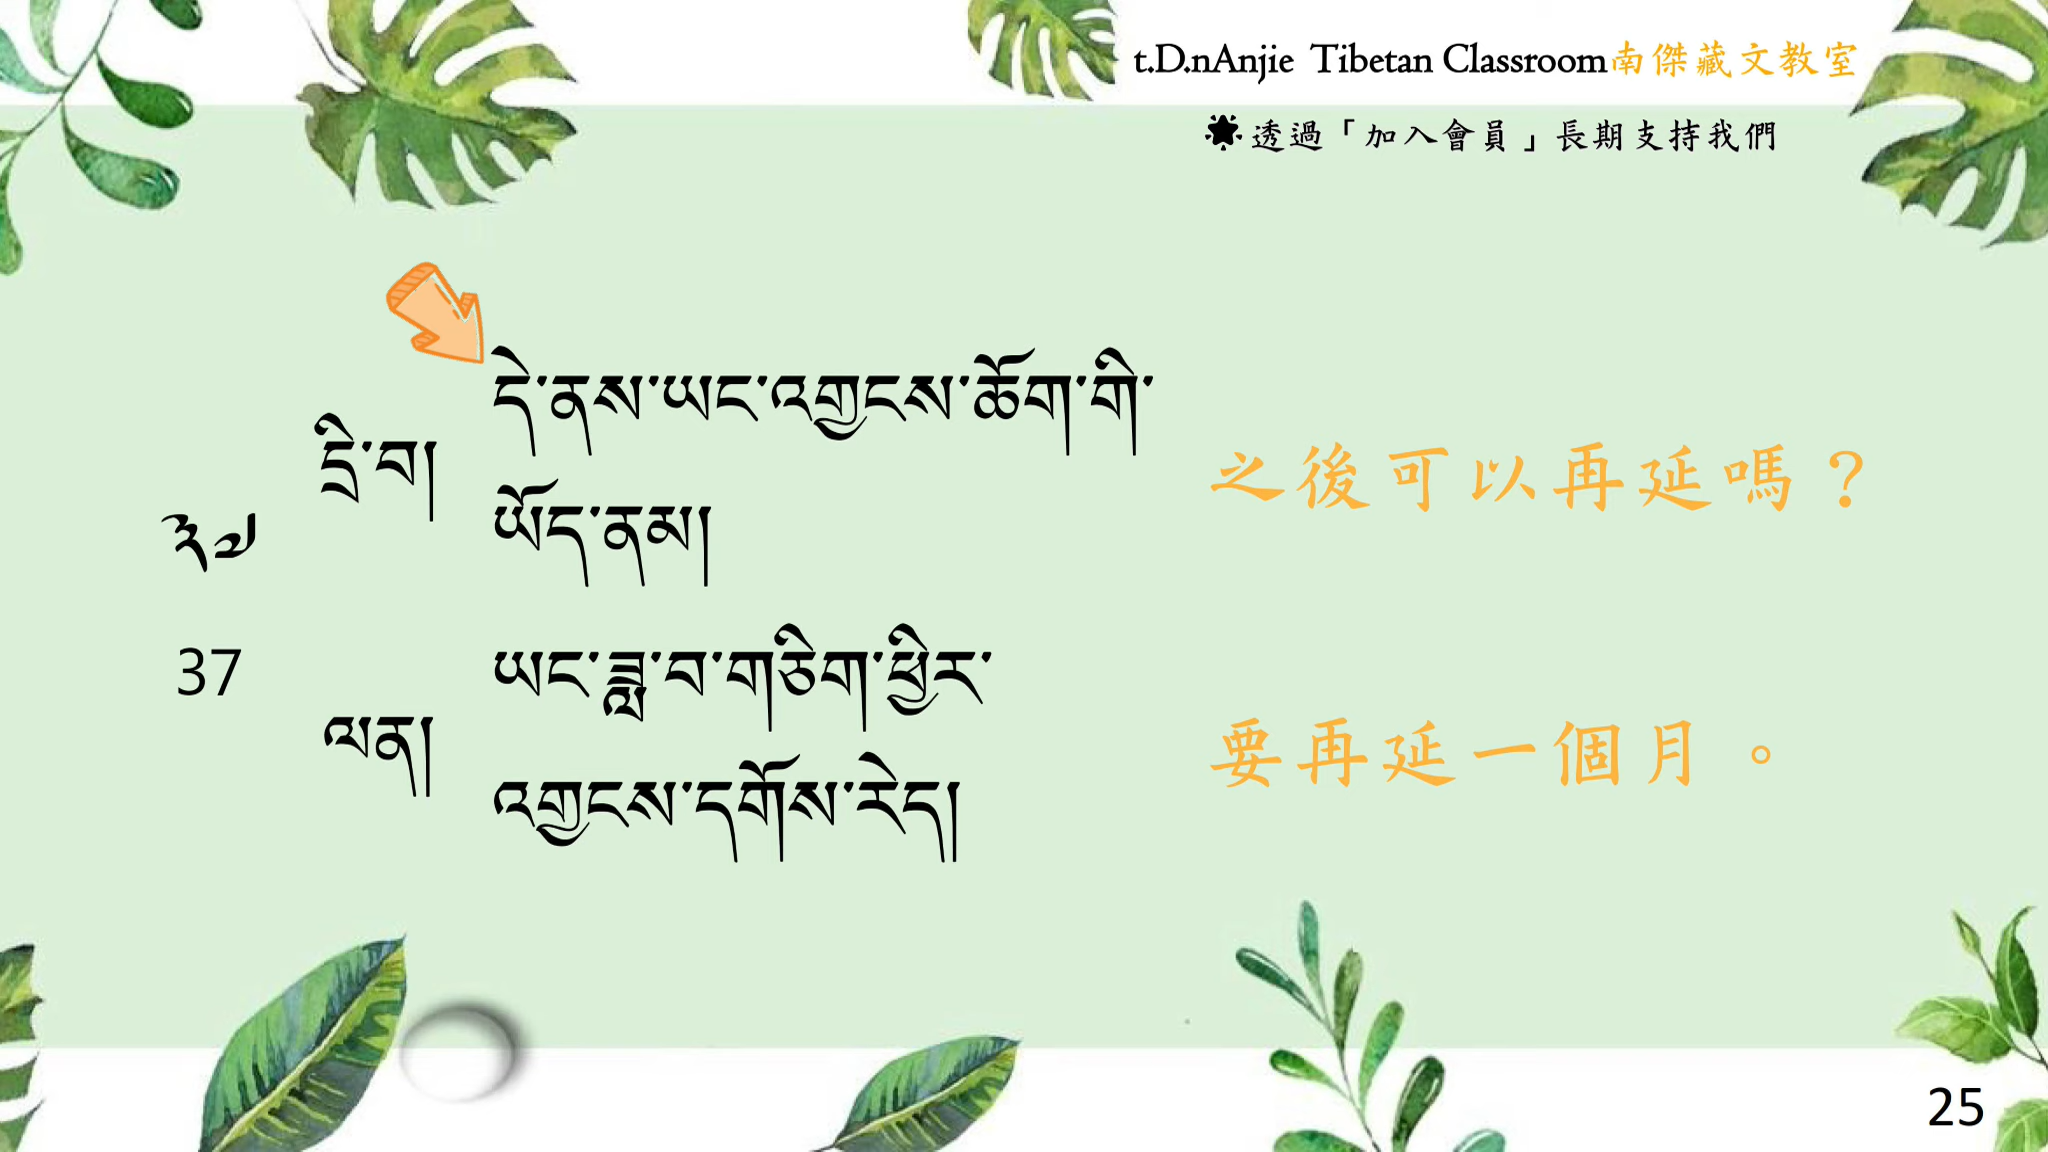 t.D.nAnjie Tibetan Classroom南傑藏文教室
透過「加入會員」長期支持我們
༣༧
37
དྲི་བ།
དེ་ནས་ཡང་འགྱངས་ཆོག་གི་
ཡོད་ནམ།
之後可以再延嗎？
ལན།
ཡང་ཟླ་བ་གཅིག་ཕྱིར་
འགྱངས་དགོས་རེད།
要再延一個月。
25